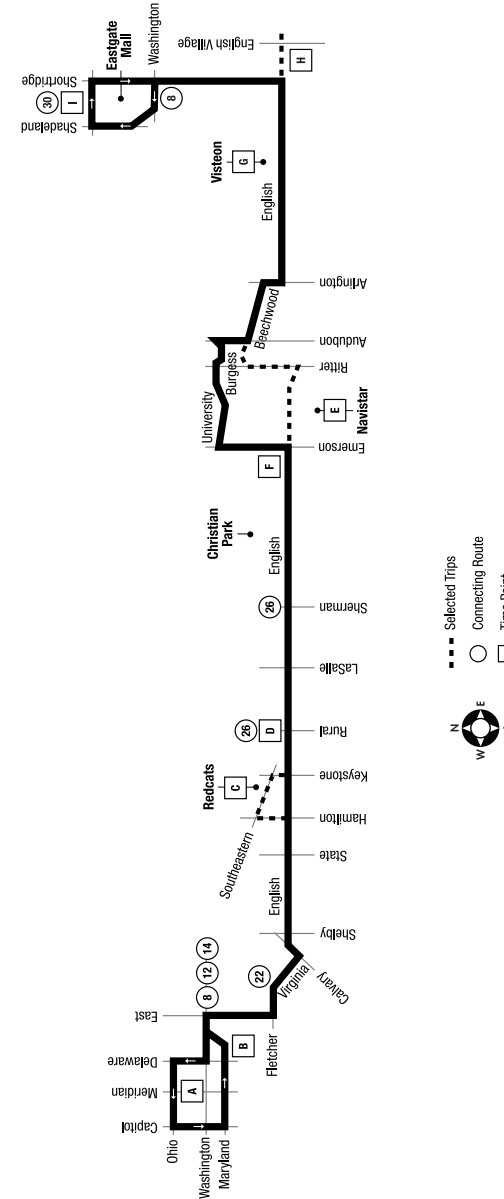 Ohio
Washington
Maryland
Capitol
Meridian
Delaware
East
A
B
8
12
14
Fletcher
22
Virginia
Calvary
Shelby
English
State
Southeastern
Hamilton
Keystone
Redcats
C
26
D
Rural
LaSalle
26
Sherman
English
Christian
Park
F
Emerson
E
Navistar
University
Burgess
Ritter
Audubon
Beechwood
Arlington
English
Visteon
G
Shadeland
Shortridge
30
I
Eastgate
Mall
Washington
8
English Village
H
N
E
W
Selected Trips
Connecting Route